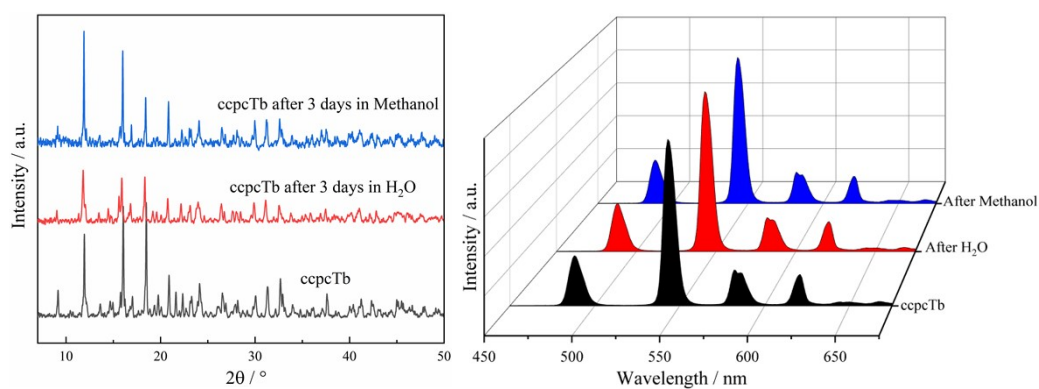 Intensity / a.u.
ccpcTb after 3 days in Methanol
ccpcTb after 3 days in H₂O
ccpcTb
10 20 30 40 50
2θ / °
Intensity / a.u.
After Methanol
After H₂O
ccpcTb
450 500 550 600 650
Wavelength / nm